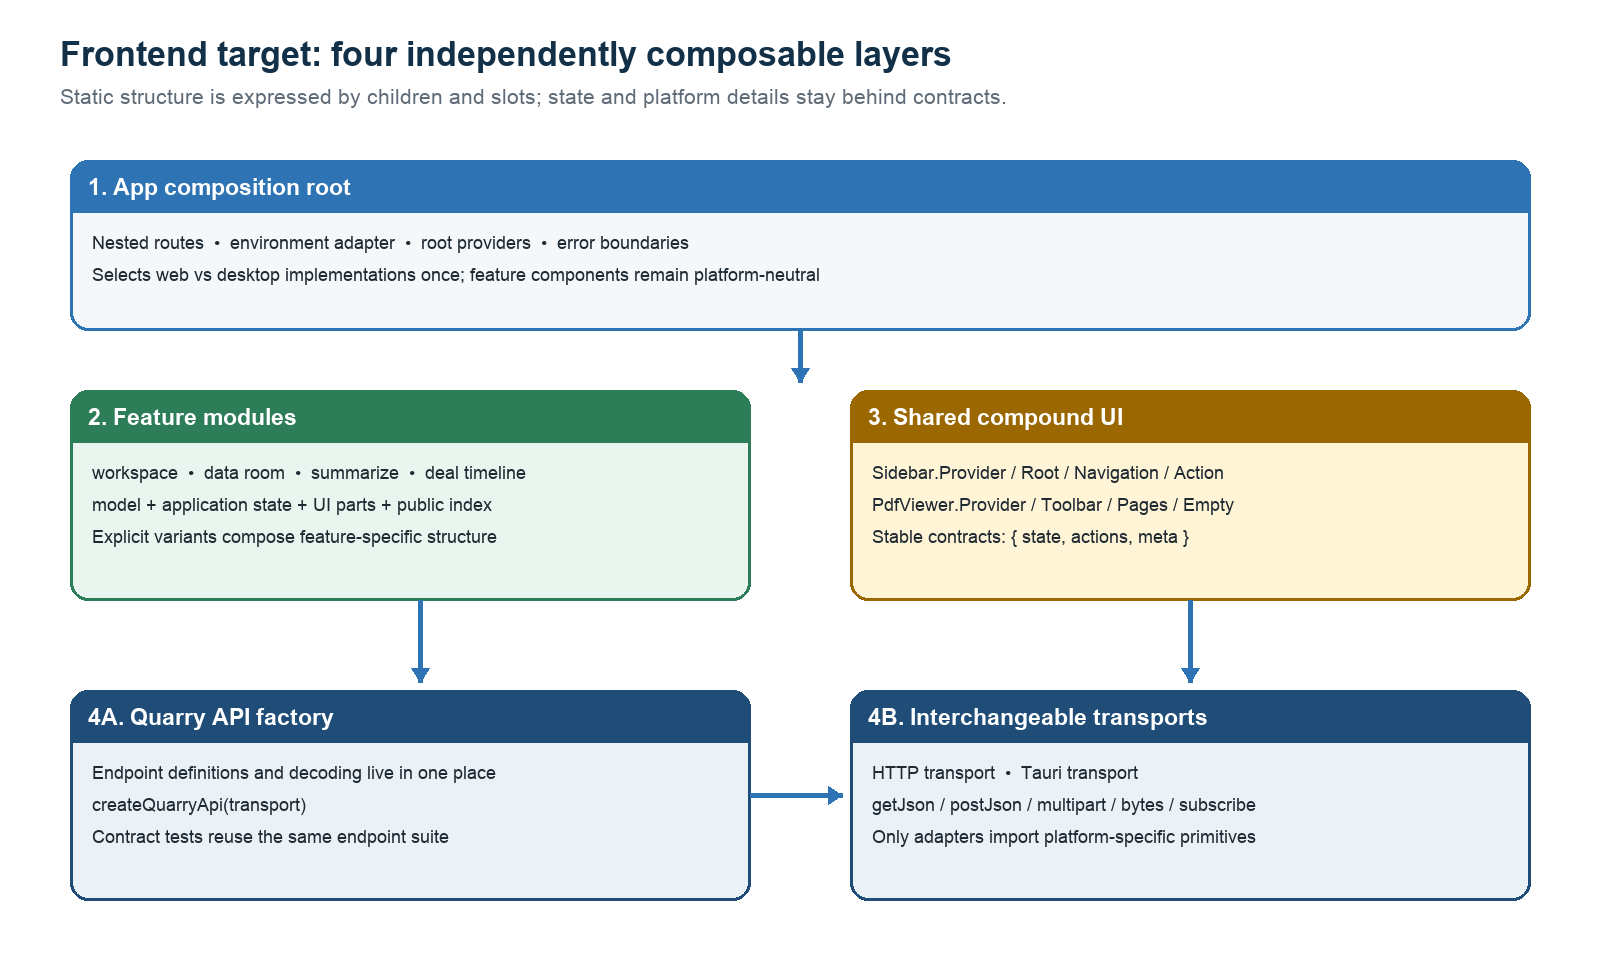 Frontend target: four independently composable layers
Static structure is expressed by children and slots; state and platform details stay behind contracts.
1. App composition root
Nested routes • environment adapter • root providers • error boundaries
Selects web vs desktop implementations once; feature components remain platform-neutral
2. Feature modules
workspace • data room • summarize • deal timeline
model + application state + UI parts + public index
Explicit variants compose feature-specific structure
3. Shared compound UI
Sidebar.Provider / Root / Navigation / Action
PdfViewer.Provider / Toolbar / Pages / Empty
Stable contracts: { state, actions, meta }
4A. Quarry API factory
Endpoint definitions and decoding live in one place
createQuarryApi(transport)
Contract tests reuse the same endpoint suite
4B. Interchangeable transports
HTTP transport • Tauri transport
getJson / postJson / multipart / bytes / subscribe
Only adapters import platform-specific primitives